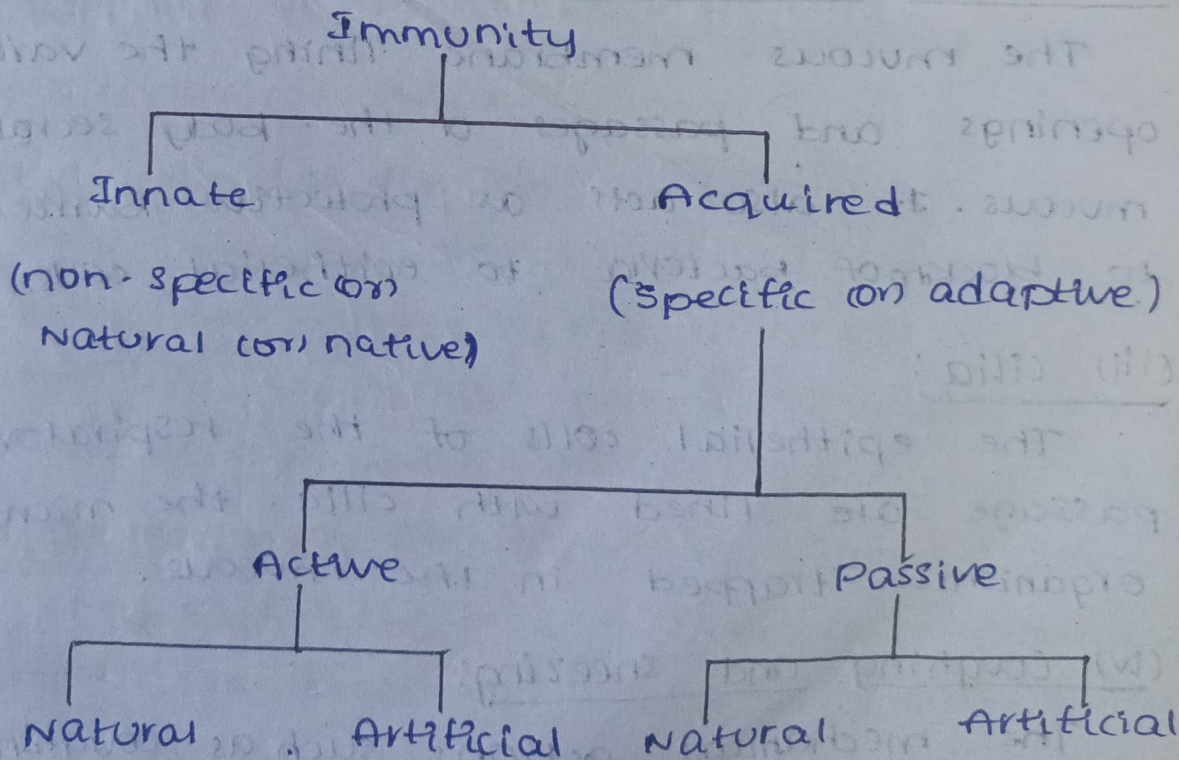 Immunity
Innate Acquired
(non-specific (or)
Natural (or) native)
(specific (or) adaptive)
Active Passive
Natural Artificial Natural Artificial